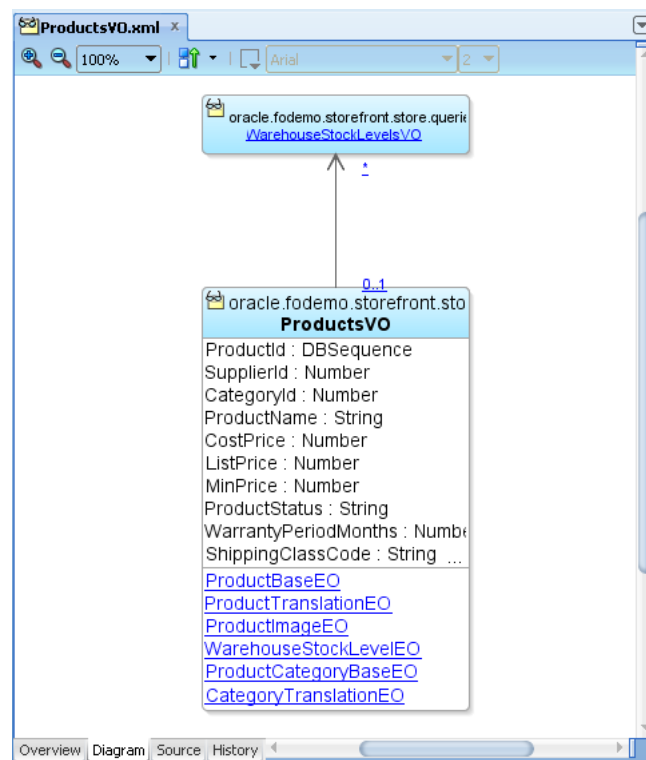 ProductsVO.xml
100%
Arial
2
oracle.fodemo.storefront.store.querie
WarehouseStockLevelsVO
*
0..1
oracle.fodemo.storefront.sto
ProductsVO
ProductId : DBSequence
SupplierId : Number
CategoryId : Number
ProductName : String
CostPrice : Number
ListPrice : Number
MinPrice : Number
ProductStatus : String
WarrantyPeriodMonths : Numbe
ShippingClassCode : String ...
ProductBaseEO
ProductTranslationEO
ProductImageEO
WarehouseStockLevelEO
ProductCategoryBaseEO
CategoryTranslationEO
Overview Diagram Source History